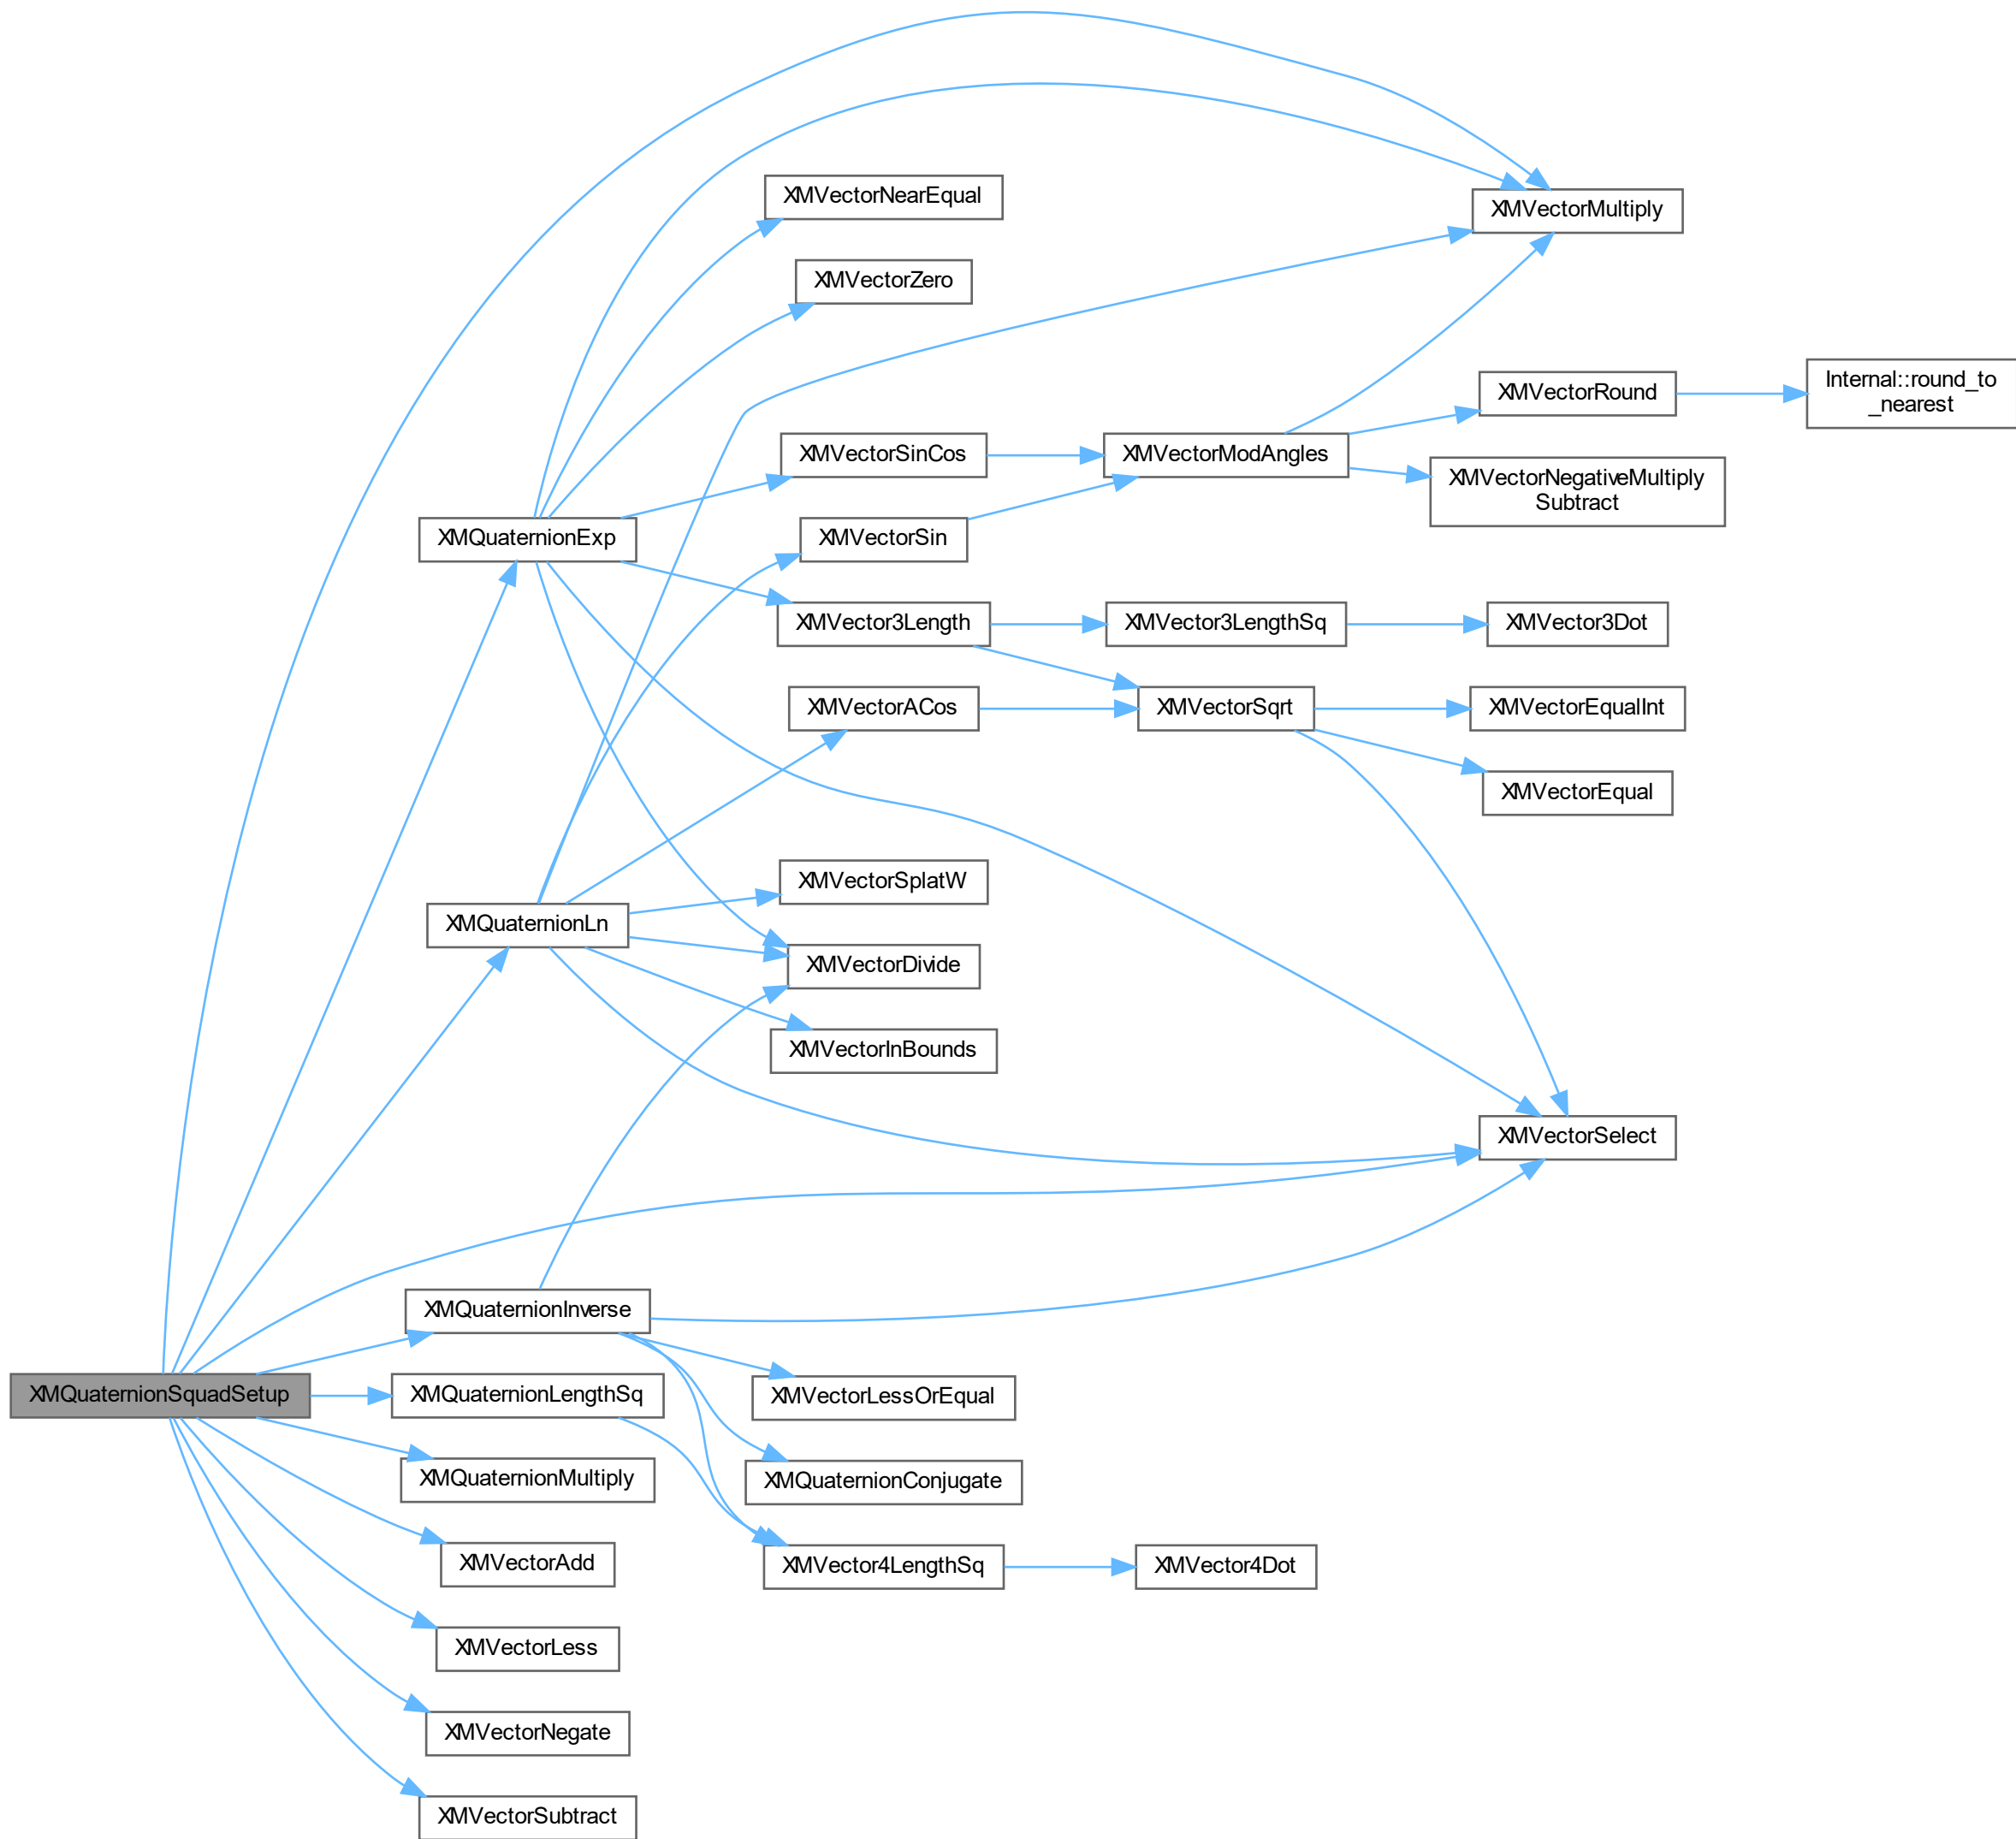 XMVectorNearEqual
XMVectorMultiply
XMVectorZero
XMVectorRound
Internal::round_to
_nearest
XMVectorSinCos
XMVectorModAngles
XMVectorNegativeMultiply
Subtract
XMQuaternionExp
XMVectorSin
XMVector3Length
XMVector3LengthSq
XMVector3Dot
XMVectorACos
XMVectorSqrt
XMVectorEqualInt
XMVectorEqual
XMVectorSplatW
XMQuaternionLn
XMVectorDivide
XMVectorInBounds
XMVectorSelect
XMQuaternionInverse
XMQuaternionSquadSetup
XMQuaternionLengthSq
XMVectorLessOrEqual
XMQuaternionMultiply
XMQuaternionConjugate
XMVectorAdd
XMVector4LengthSq
XMVector4Dot
XMVectorLess
XMVectorNegate
XMVectorSubtract